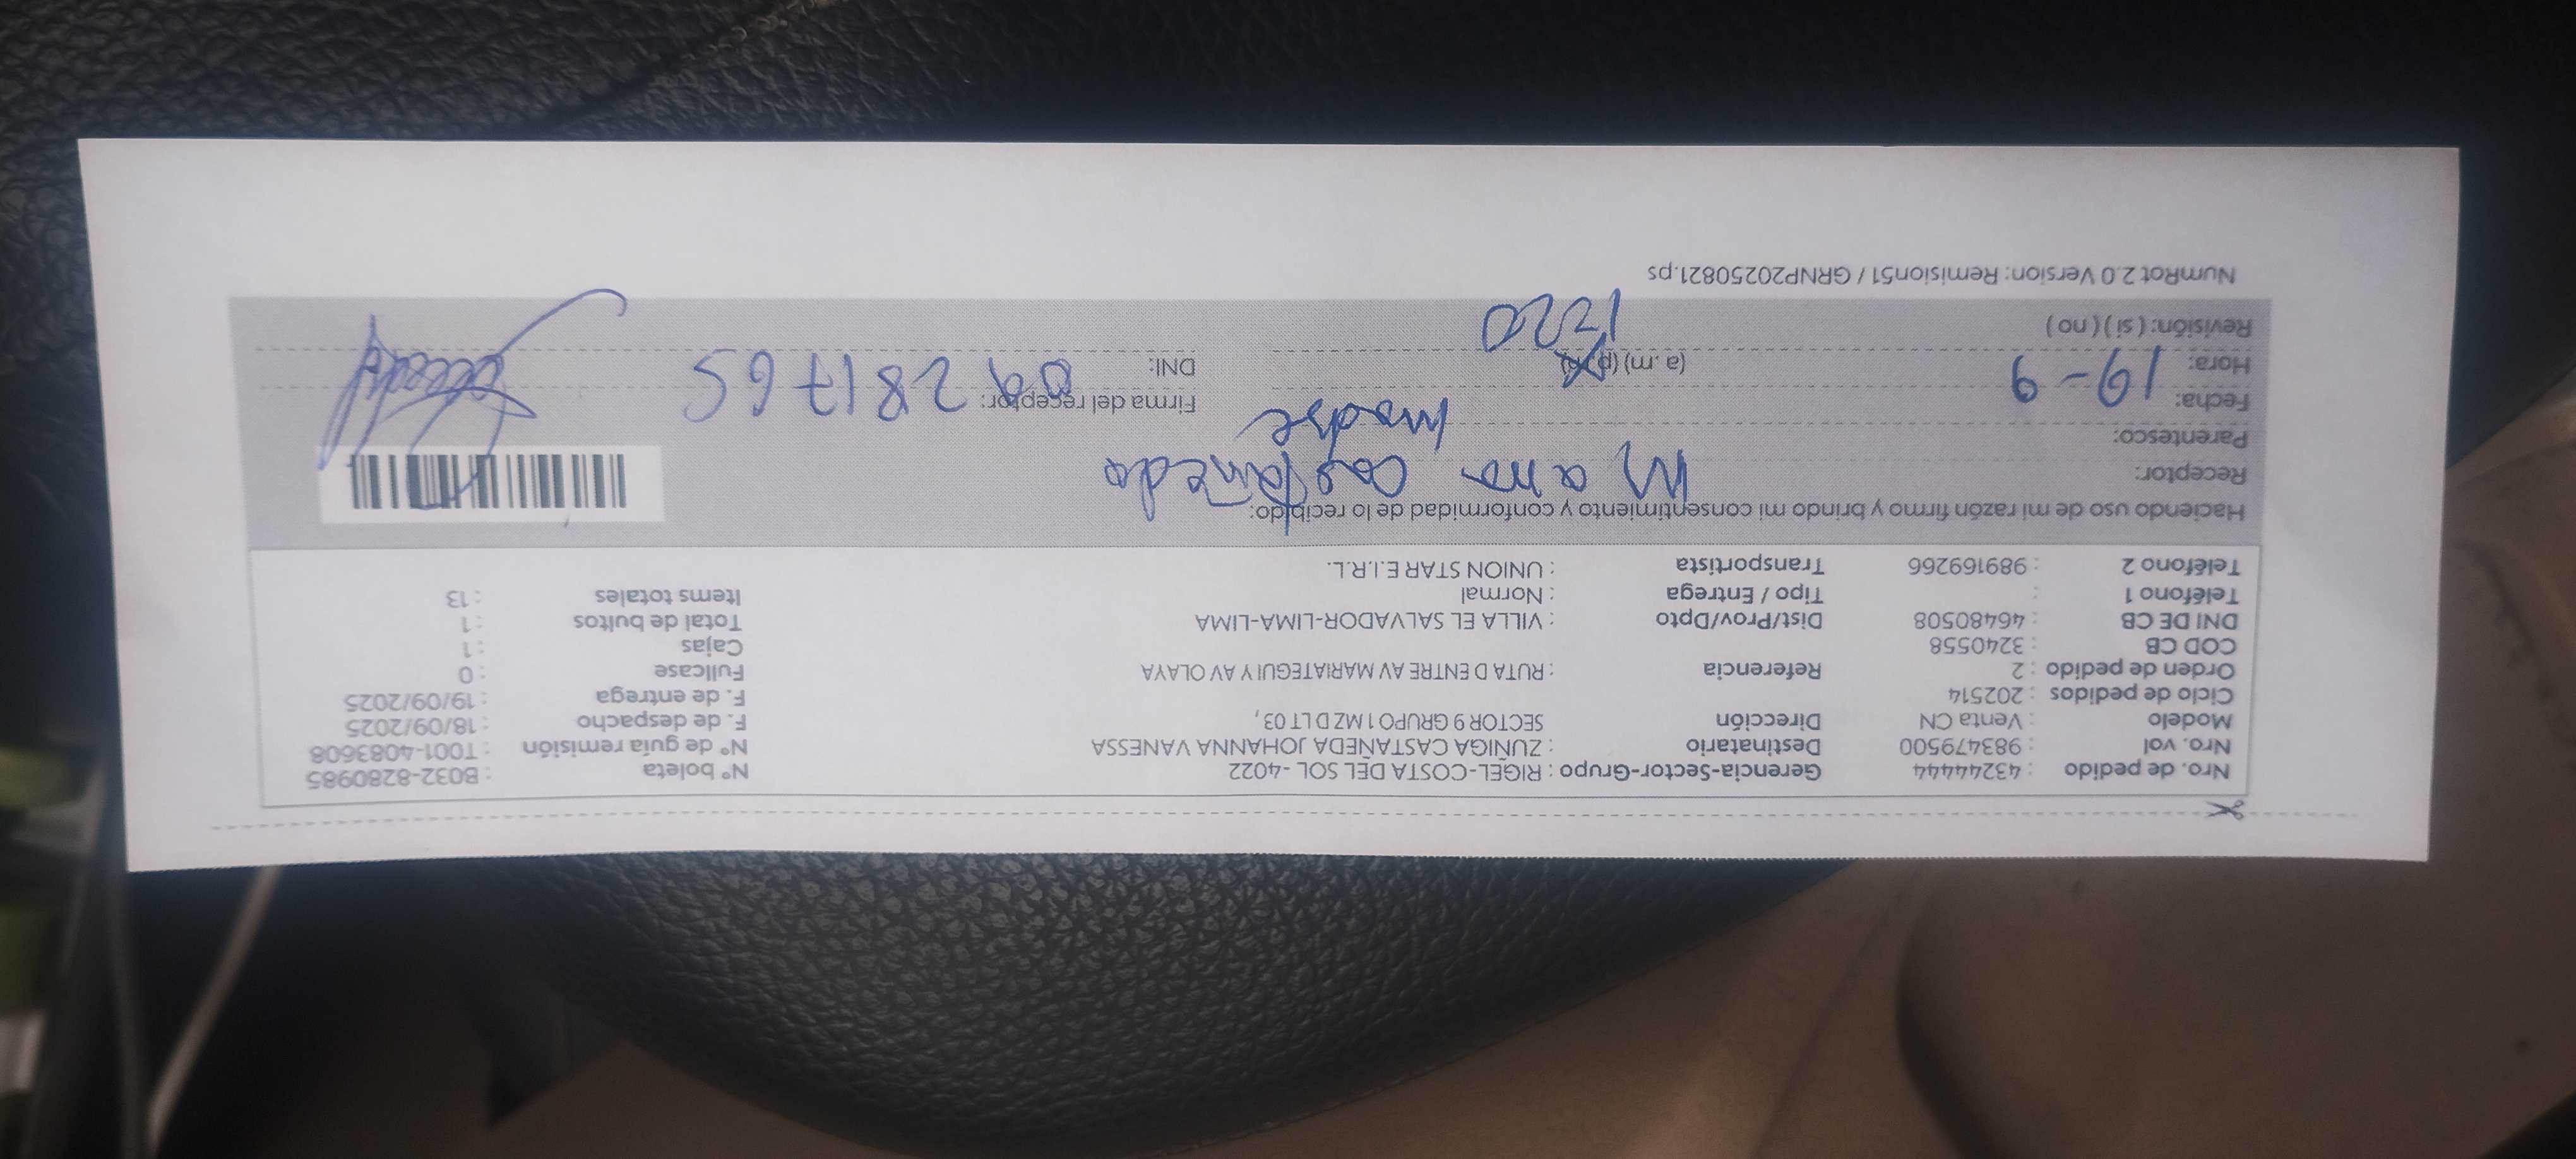 Nro. de pedido : 43244444 Gerencia-Sector-Grupo : RIGEL-COSTA DEL SOL -4022 N° boleta : B032-8280985
Nro. vol : 983479500 Destinatario : ZUÑIGA CASTAÑEDA JOHANNA VANESSA N° de guía remisión : T001-4083608
Modelo : Venta CN Dirección SECTOR 9 GRUPO 1 MZ D LT 03, F. de despacho : 18/09/2025
Ciclo de pedidos : 202514 F. de entrega : 19/09/2025
Orden de pedido : 2 Referencia : RUTA D ENTRE AV MARIATEGUI Y AV OLAYA Fullcase : 0
COD CB : 3240558 Cajas : 1
DNI DE CB : 46480508 Dist/Prov/Dpto : VILLA EL SALVADOR-LIMA-LIMA Total de bultos : 1
Teléfono 1 : Tipo / Entrega : Normal Items totales : 13
Teléfono 2 : 989169266 Transportista : UNION STAR E.I.R.L.
Haciendo uso de mi razón firmo y brindo mi consentimiento y conformidad de lo recibido:
Receptor: Castañeda
Parentesco: madre
Fecha: 19-9 Firma del receptor:
Hora: (a. m) (p. m) DNI: 09281765
Revisión: ( si ) ( no ) 1220
NumRot 2.0 Version: Remision51 / GRNP20250821.ps